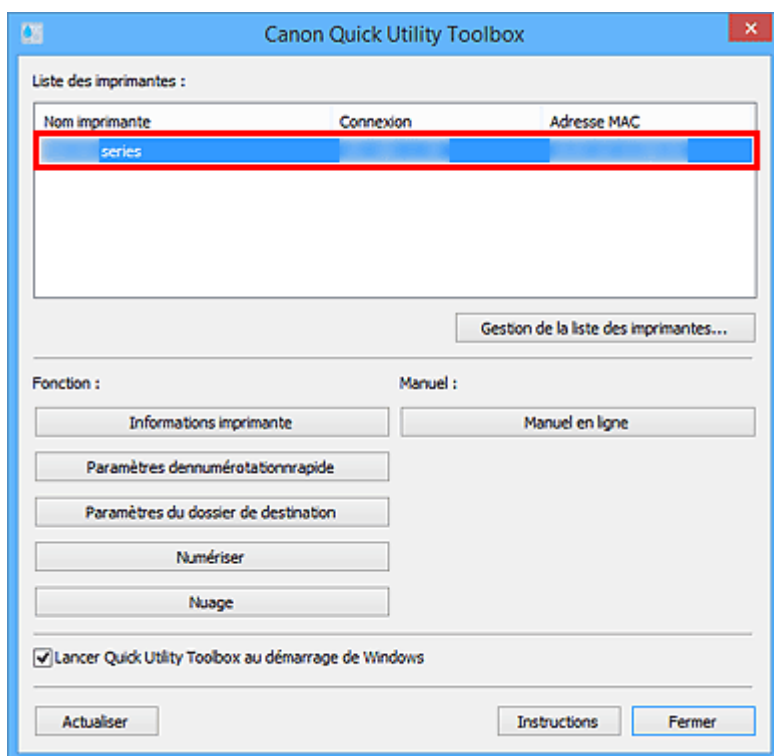 Canon Quick Utility Toolbox
Liste des imprimantes :
Nom imprimante Connexion Adresse MAC
series
Gestion de la liste des imprimantes...
Fonction : Manuel :
Informations imprimante Manuel en ligne
Paramètres dennumérotationnrapide
Paramètres du dossier de destination
Numériser
Nuage
Lancer Quick Utility Toolbox au démarrage de Windows
Actualiser Instructions Fermer